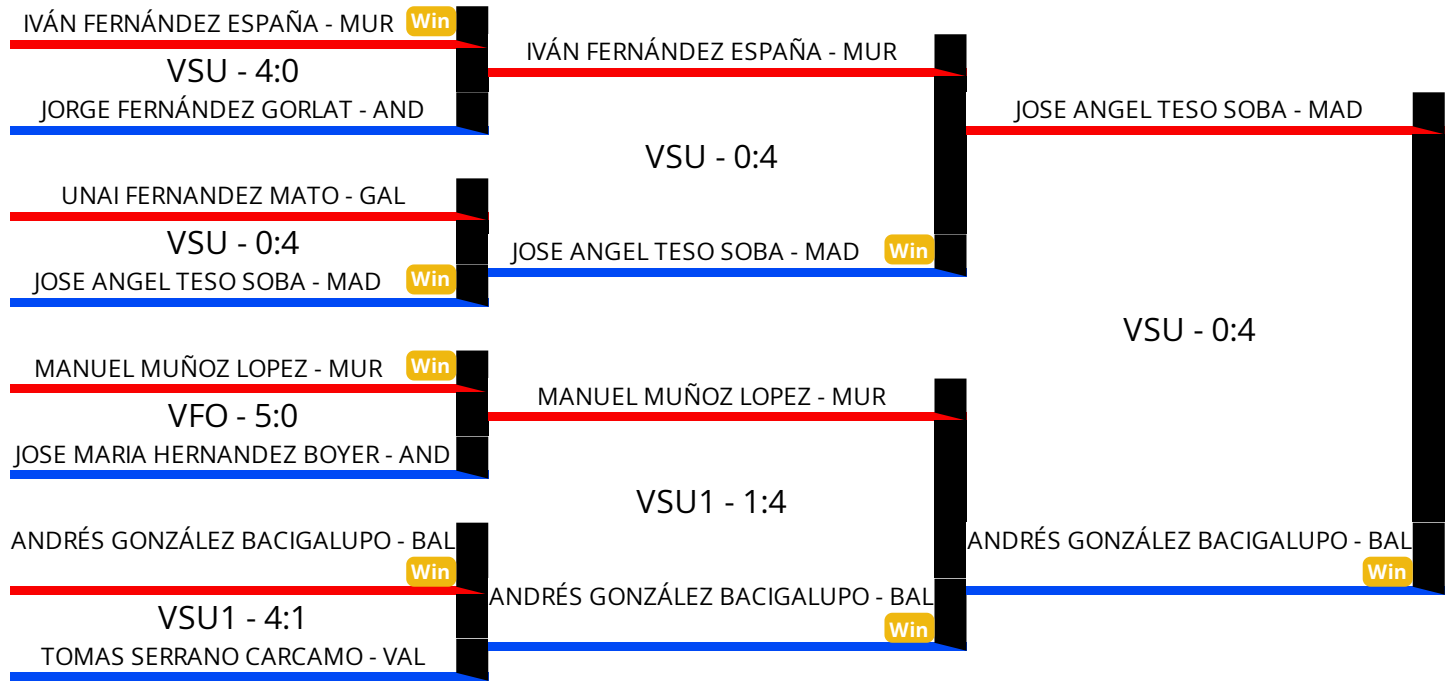 IVÁN FERNÁNDEZ ESPAÑA - MUR Win
VSU - 4:0
JORGE FERNÁNDEZ GORLAT - AND
UNAI FERNANDEZ MATO - GAL
VSU - 0:4
JOSE ANGEL TESO SOBA - MAD Win
MANUEL MUÑOZ LOPEZ - MUR Win
VFO - 5:0
JOSE MARIA HERNANDEZ BOYER - AND
ANDRÉS GONZÁLEZ BACIGALUPO - BAL
Win
VSU1 - 4:1
TOMAS SERRANO CARCAMO - VAL
IVÁN FERNÁNDEZ ESPAÑA - MUR
VSU - 0:4
JOSE ANGEL TESO SOBA - MAD Win
MANUEL MUÑOZ LOPEZ - MUR
VSU1 - 1:4
ANDRÉS GONZÁLEZ BACIGALUPO - BAL
Win
JOSE ANGEL TESO SOBA - MAD
VSU - 0:4
ANDRÉS GONZÁLEZ BACIGALUPO - BAL
Win